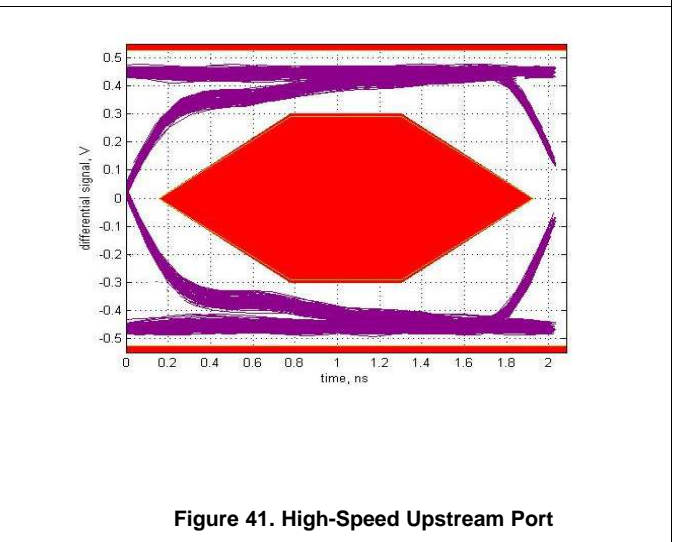 0.5
0.4
0.3
0.2
0.1
0
-0.1
-0.2
-0.3
-0.4
-0.5
differential signal, V
0 0.2 0.4 0.6 0.8 1 1.2 1.4 1.6 1.8 2
time, ns
Figure 41. High-Speed Upstream Port